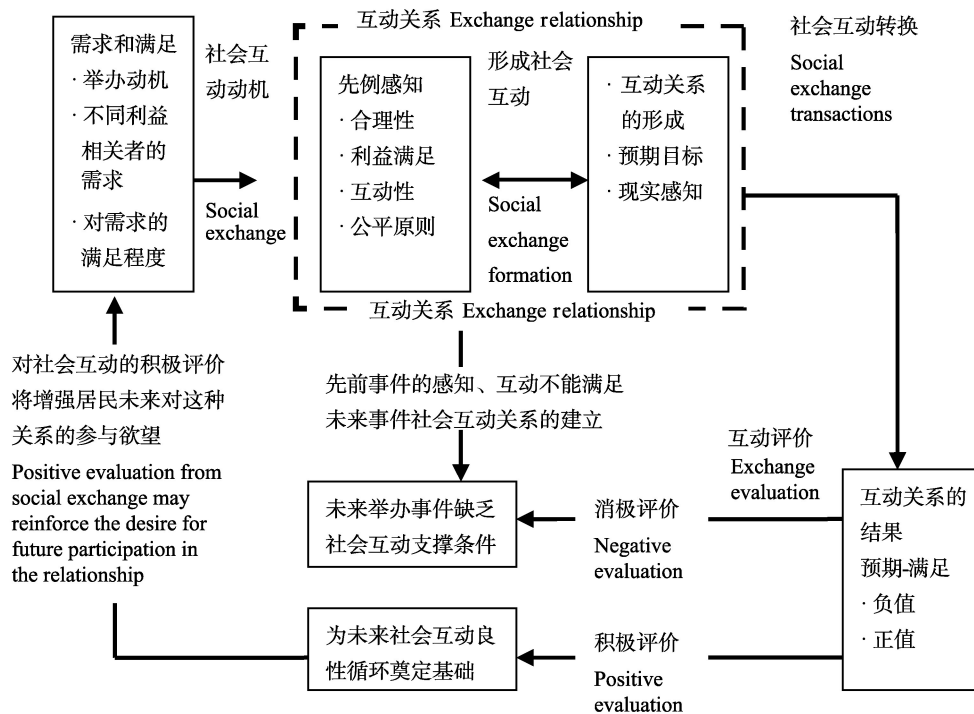 需求和满足
· 举办动机
· 不同利益
相关者的
需求
· 对需求的
满足程度
社会互
动动机
Social
exchange
互动关系 Exchange relationship
先例感知
· 合理性
· 利益满足
· 互动性
· 公平原则
形成社会
互动
Social
exchange
formation
· 互动关系
的形成
· 预期目标
· 现实感知
互动关系 Exchange relationship
社会互动转换
Social
exchange
transactions
先前事件的感知、互动不能满足
未来事件社会互动关系的建立
对社会互动的积极评价
将增强居民未来对这种
关系的参与欲望
Positive evaluation from
social exchange may
reinforce the desire for
future participation in
the relationship
互动评价
Exchange
evaluation
互动关系的
结果
预期-满足
· 负值
· 正值
消极评价
Negative
evaluation
未来举办事件缺乏
社会互动支撑条件
积极评价
Positive
evaluation
为未来社会互动良
性循环奠定基础